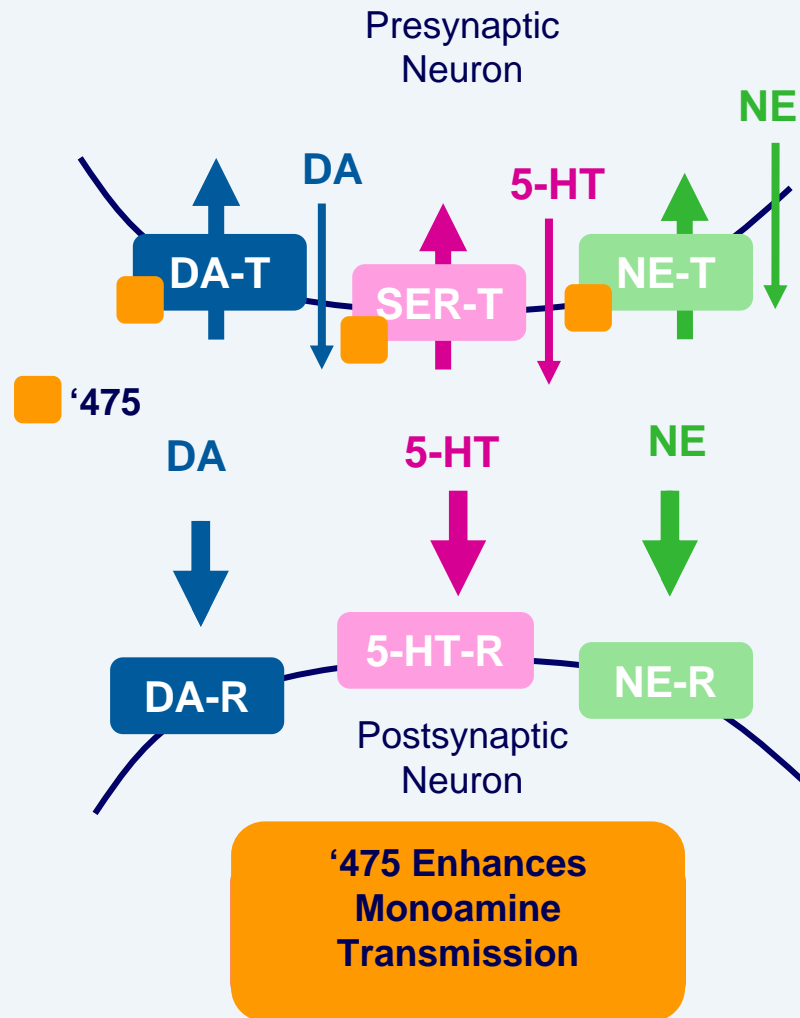 Presynaptic
Neuron
NE
DA
5-HT
DA-T
SER-T
NE-T
‘475
DA
5-HT
NE
DA-R
5-HT-R
NE-R
Postsynaptic
Neuron
‘475 Enhances
Monoamine
Transmission